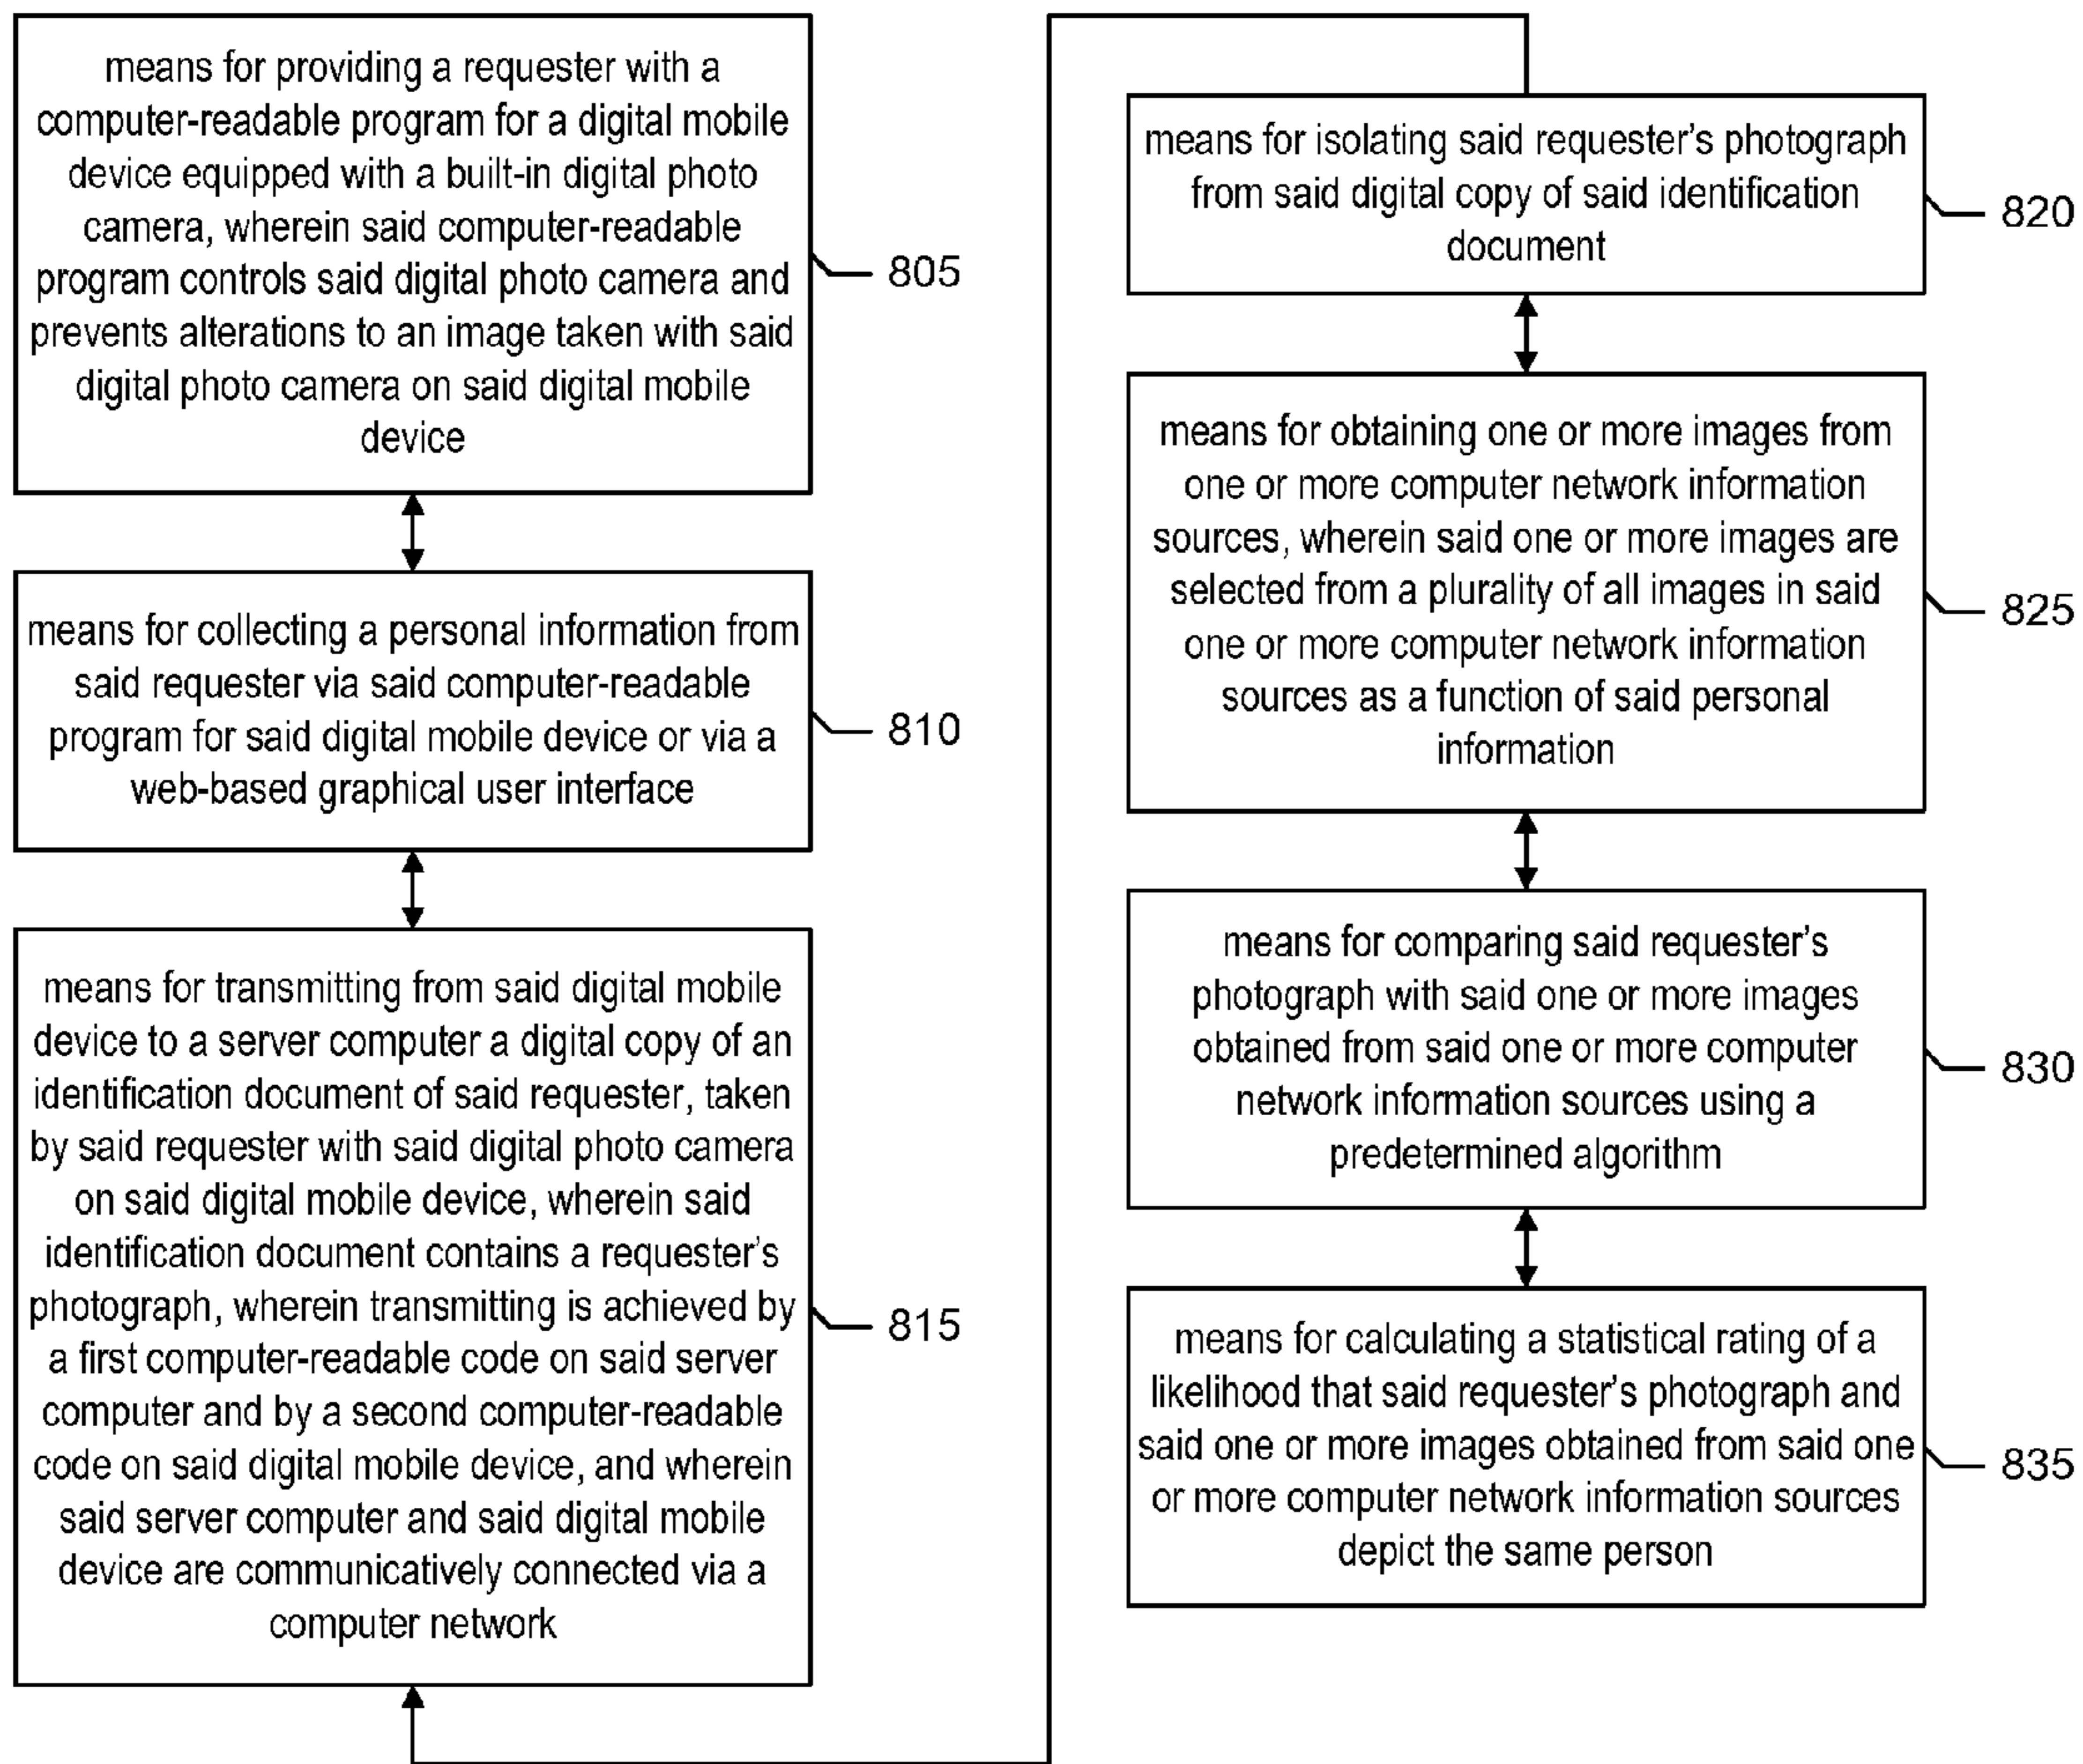 means for providing a requester with a
computer-readable program for a digital mobile
device equipped with a built-in digital photo
camera, wherein said computer-readable
program controls said digital photo camera and
prevents alterations to an image taken with said
digital photo camera on said digital mobile
device
805
means for collecting a personal information from
said requester via said computer-readable
program for said digital mobile device or via a
web-based graphical user interface
810
means for transmitting from said digital mobile
device to a server computer a digital copy of an
identification document of said requester, taken
by said requester with said digital photo camera
on said digital mobile device, wherein said
identification document contains a requester's
photograph, wherein transmitting is achieved by
a first computer-readable code on said server
computer and by a second computer-readable
code on said digital mobile device, and wherein
said server computer and said digital mobile
device are communicatively connected via a
computer network
815
means for isolating said requester's photograph
from said digital copy of said identification
document
820
means for obtaining one or more images from
one or more computer network information
sources, wherein said one or more images are
selected from a plurality of all images in said
one or more computer network information
sources as a function of said personal
information
825
means for comparing said requester's
photograph with said one or more images
obtained from said one or more computer
network information sources using a
predetermined algorithm
830
means for calculating a statistical rating of a
likelihood that said requester's photograph and
said one or more images obtained from said one
or more computer network information sources
depict the same person
835